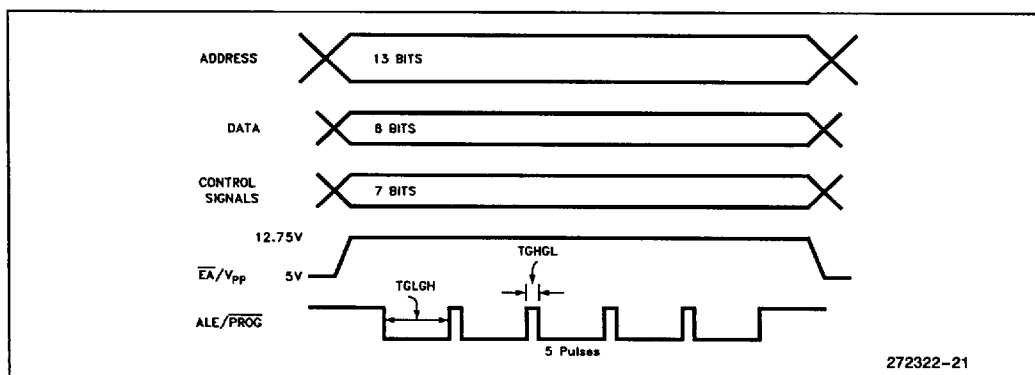 ADDRESS
13 BITS
DATA
8 BITS
CONTROL
SIGNALS
7 BITS
12.75V
TGHGL
EA/VPP
5V
TGLGH
ALE/PROG
5 Pulses
272322-21